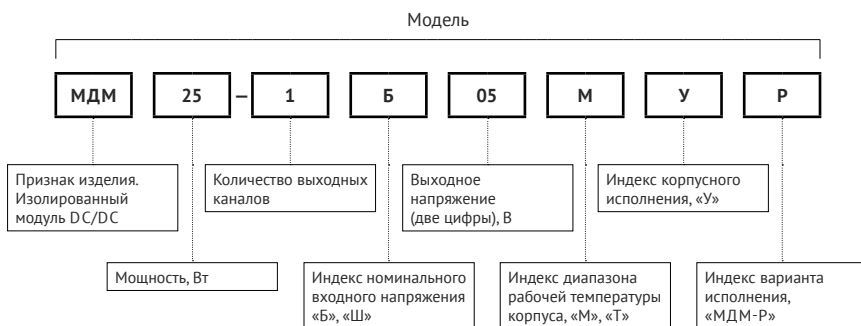 Модель
МДМ 25 – 1 Б 05 М У Р
Признак изделия.
Изолированный
модуль DC/DC
Количество выходных
каналов
Выходное
напряжение
(две цифры), В
Индекс корпусного
исполнения, «У»
Мощность, Вт
Индекс номинального
входного напряжения
«Б», «Ш»
Индекс диапазона
рабочей температуры
корпуса, «М», «Т»
Индекс варианта
исполнения,
«МДМ-Р»